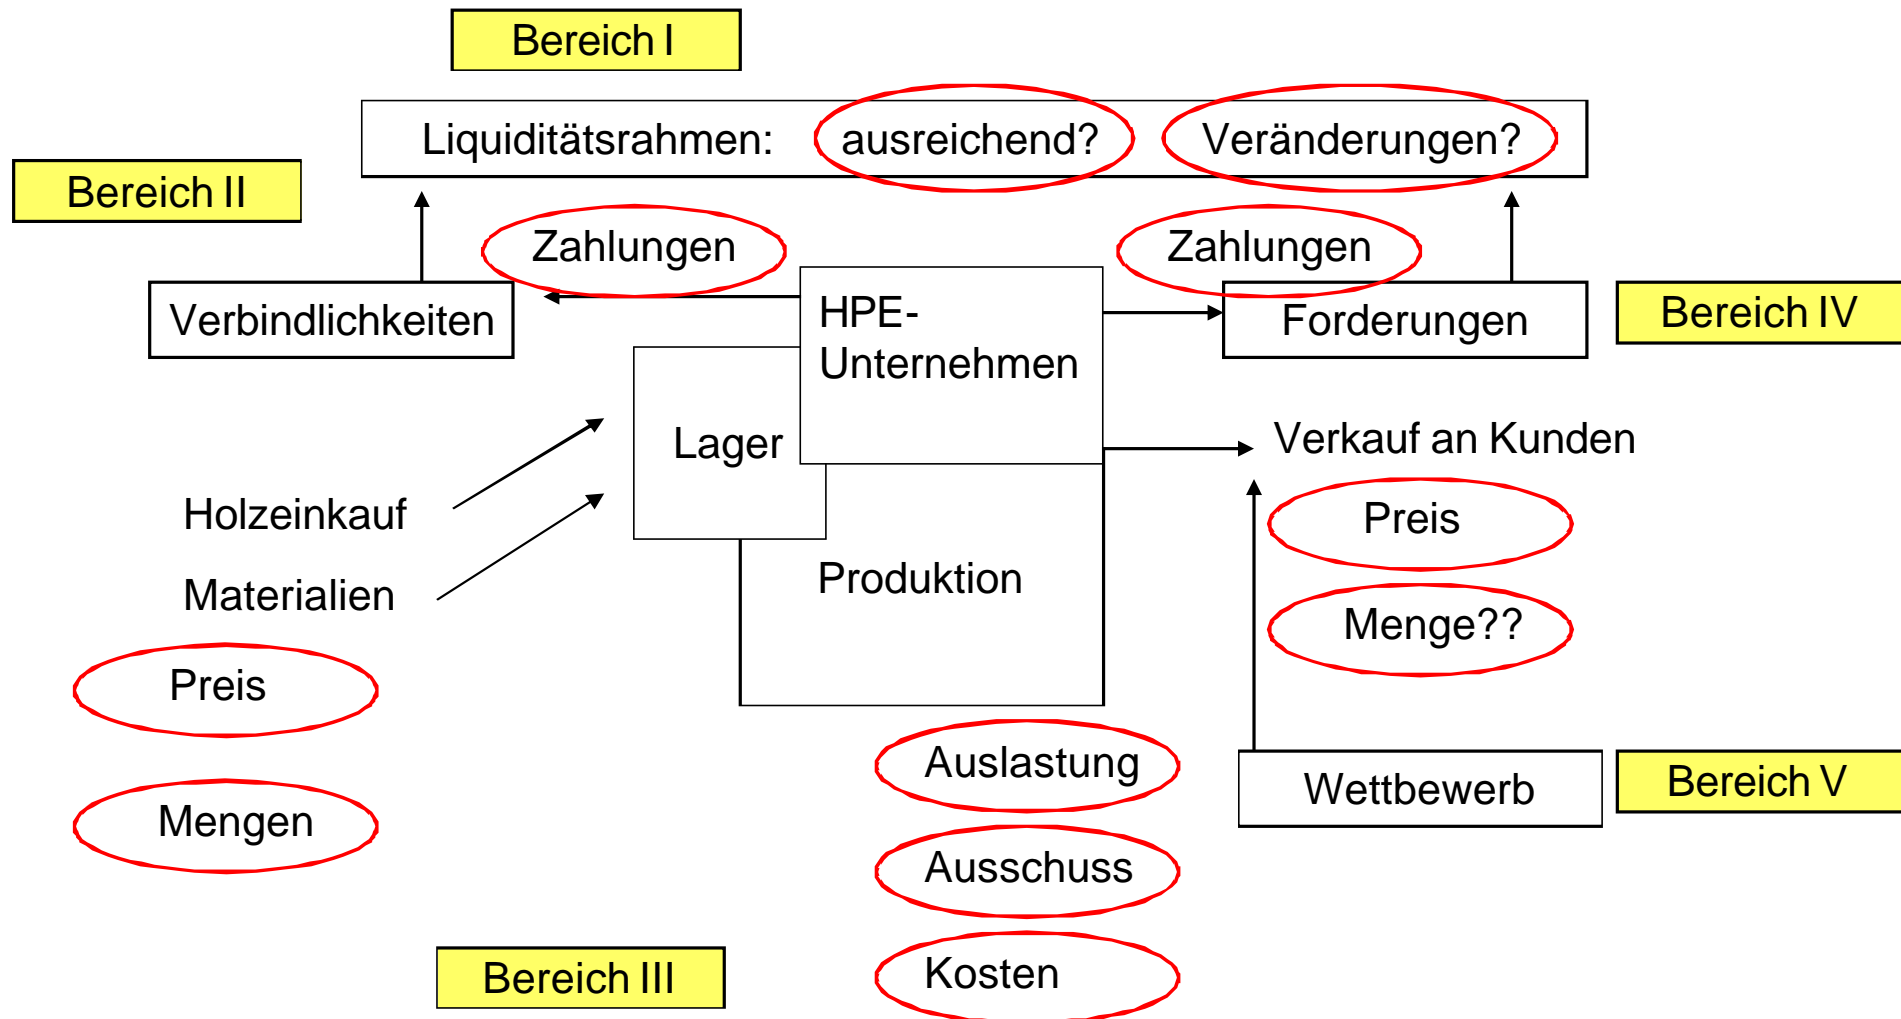 Bereich I
Liquiditätsrahmen: ausreichend? Veränderungen?
Bereich II
Zahlungen
Zahlungen
Verbindlichkeiten
HPE-
Unternehmen
Forderungen
Bereich IV
Lager
Verkauf an Kunden
Holzeinkauf
Preis
Materialien
Produktion
Menge??
Preis
Mengen
Auslastung
Wettbewerb
Bereich V
Ausschuss
Bereich III
Kosten